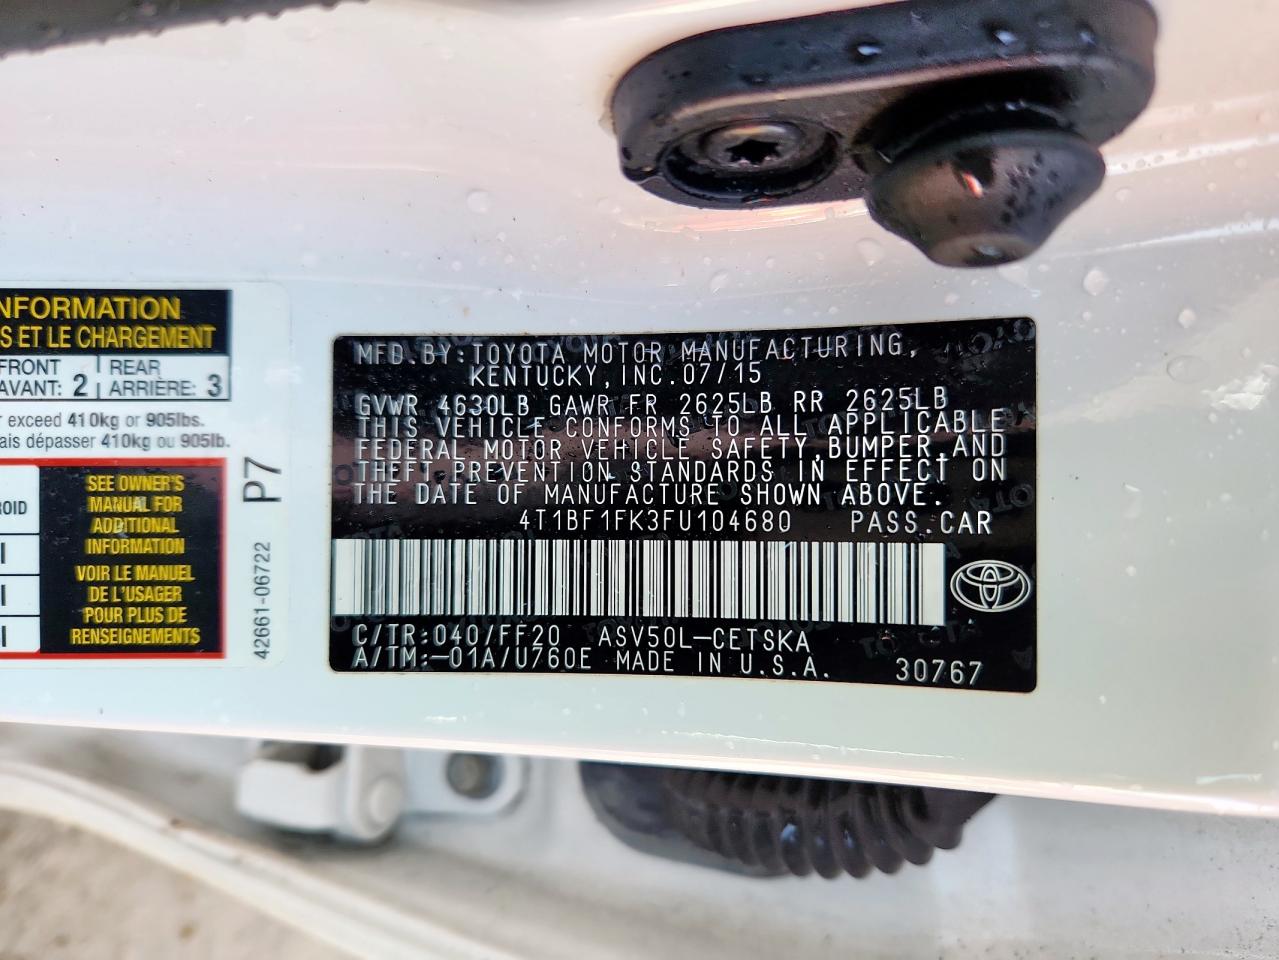 NFORMATION
S ET LE CHARGEMENT
FRONT
AVANT: 2
REAR
ARRIÈRE: 3
r exceed 410kg or 905lbs.
ais dépasser 410kg ou 905lb.
ROID
SEE OWNER'S
MANUAL FOR
ADDITIONAL
INFORMATION
VOIR LE MANUEL
DE L'USAGER
POUR PLUS DE
RENSEIGNEMENTS
P7
42661-06722
MFD.BY:TOYOTA MOTOR MANUFACTURING,
KENTUCKY,INC.07/15
GVWR 4630LB GAWR FR 2625LB RR 2625LB
THIS VEHICLE CONFORMS TO ALL APPLICABLE
FEDERAL MOTOR VEHICLE SAFETY,BUMPER,AND
THEFT PREVENTION STANDARDS IN EFFECT ON
THE DATE OF MANUFACTURE SHOWN ABOVE.
4T1BF1FK3FU104680 PASS.CAR
C/TR:040/FF20 ASV50L-CETSKA
A/TM:-01A/U760E MADE IN U.S.A.
30767